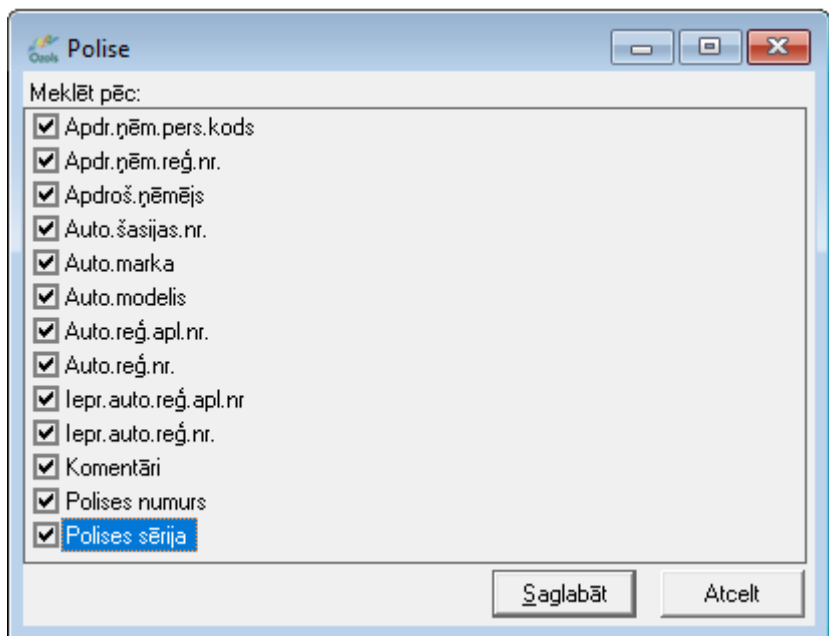 Ozols
Polise
Meklēt pēc:
Apdr.ņēm.pers.kods
Apdr.ņēm.reģ.nr.
Apdroš.ņēmējs
Auto.šasijas.nr.
Auto.marka
Auto.modelis
Auto.reģ.apl.nr.
Auto.reģ.nr.
Iepr.auto.reģ.apl.nr
Iepr.auto.reģ.nr.
Komentāri
Polises numurs
Polises sērija
Saglabāt Atcelt